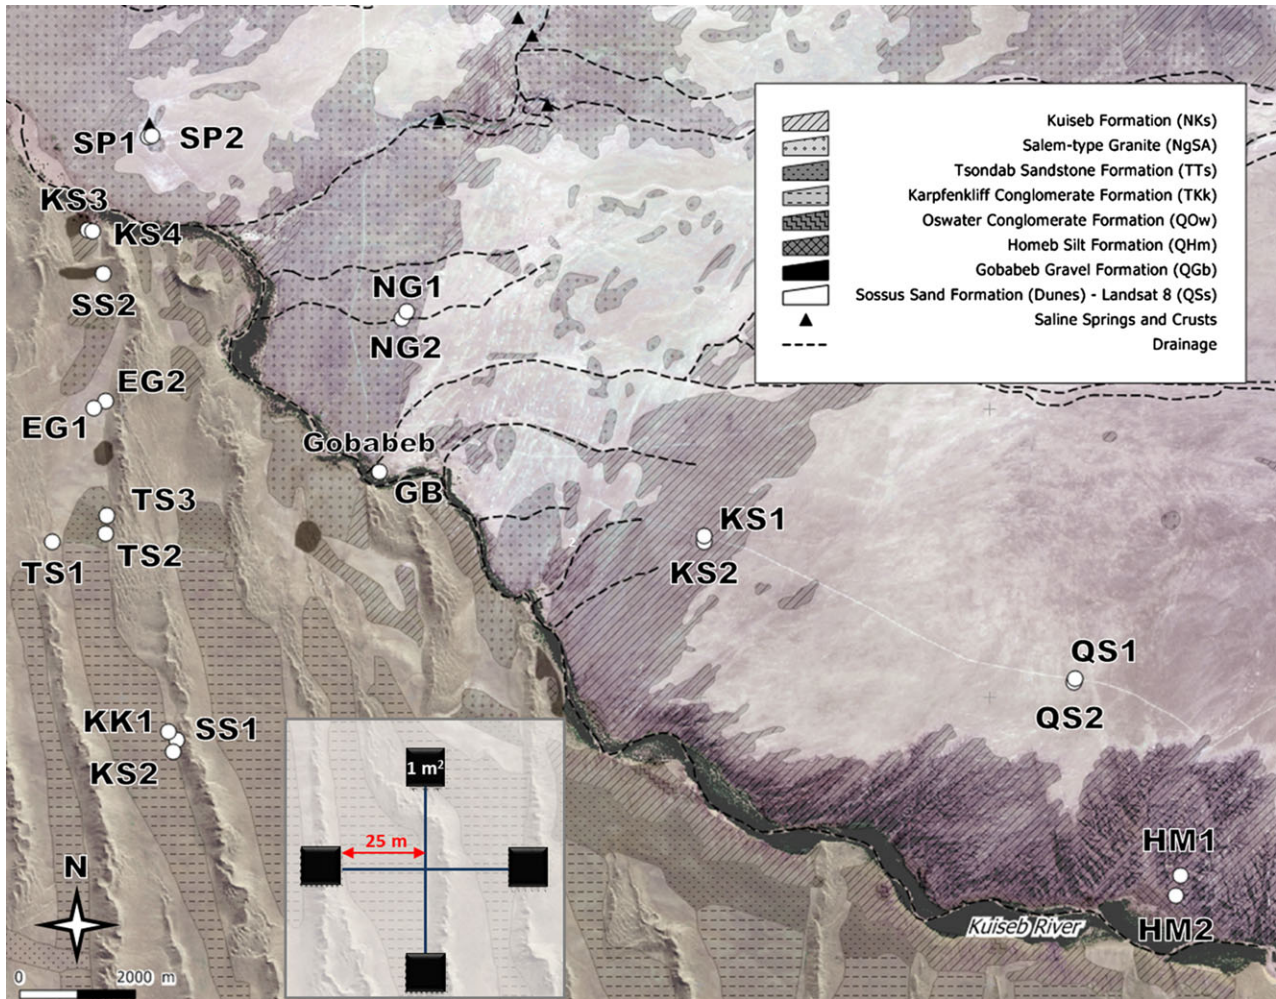 Kuiseb Formation (NKs)
Salem-type Granite (NgSA)
Tsondab Sandstone Formation (TTs)
Karpfenkliff Conglomerate Formation (TKk)
Oswater Conglomerate Formation (QOw)
Homeb Silt Formation (QHm)
Gobabeb Gravel Formation (QGb)
Sossus Sand Formation (Dunes) - Landsat 8 (QSs)
Saline Springs and Crusts
Drainage
SP1 SP2
KS3
KS4
SS2
NG1
NG2
EG2
EG1
Gobabeb
GB
TS3
TS2
TS1
KS1
KS2
QS1
QS2
KK1
SS1
KS2
1 m²
25 m
HM1
HM2
Kuiseb River
N
0 2000 m